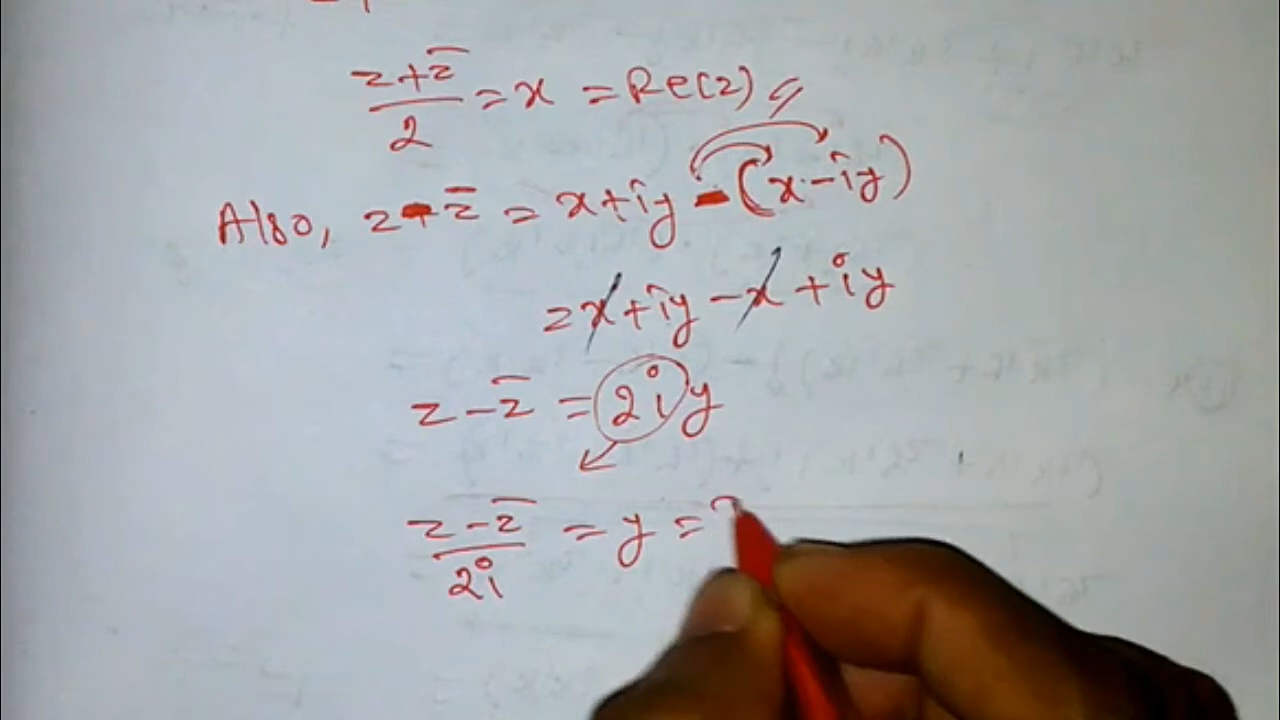 z+z̅/2 = x = Re(z)
Also, z - z̅ = x+iy - (x-iy)
= x+iy - x + iy
z - z̅ = 2iy
z - z̅/2i = y =